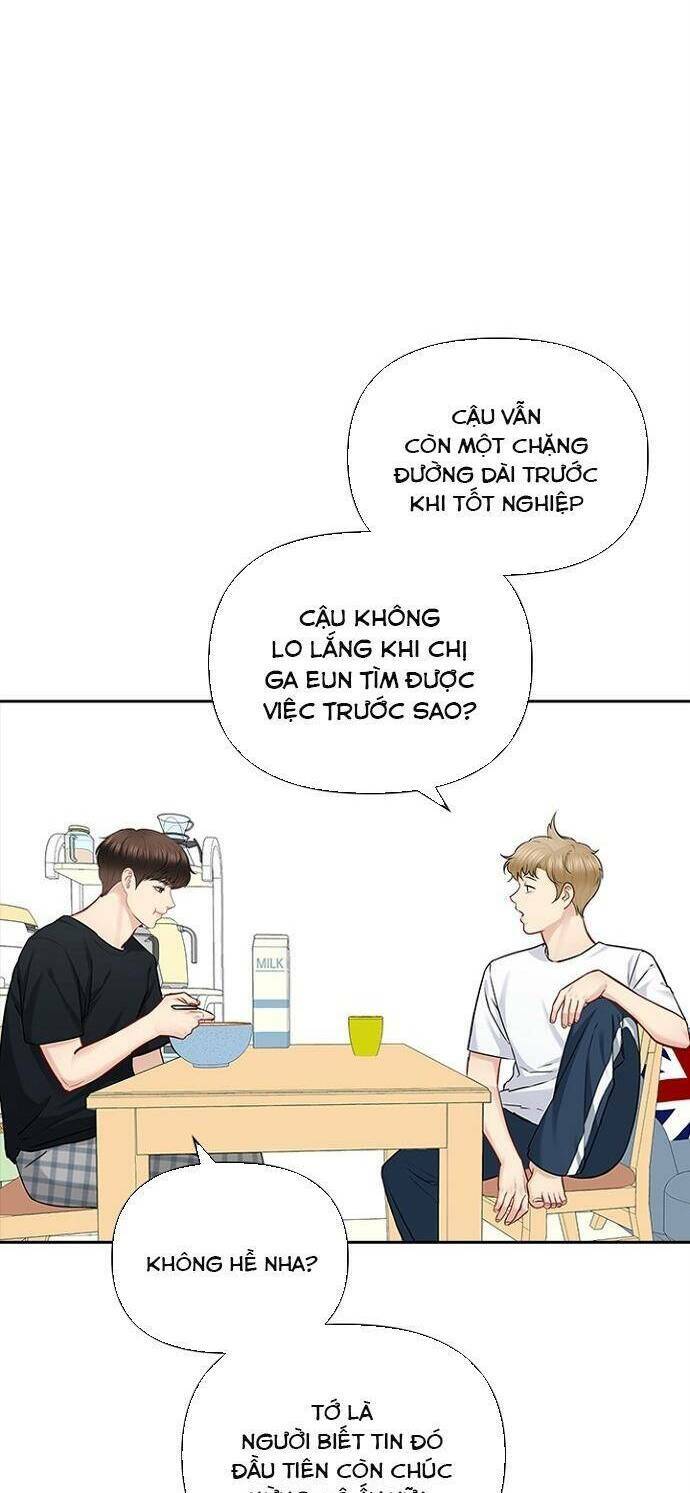 CẬU VẪN
CÒN MỘT CHẶNG
ĐƯỜNG DÀI TRƯỚC
KHI TỐT NGHIỆP
CẬU KHÔNG
LO LẮNG KHI CHỊ
GA EUN TÌM ĐƯỢC
VIỆC TRƯỚC SAO?
MILK
KHÔNG HỀ NHA?
TỚ LÀ
NGƯỜI BIẾT TIN ĐÓ
ĐẦU TIÊN CÒN CHÚC